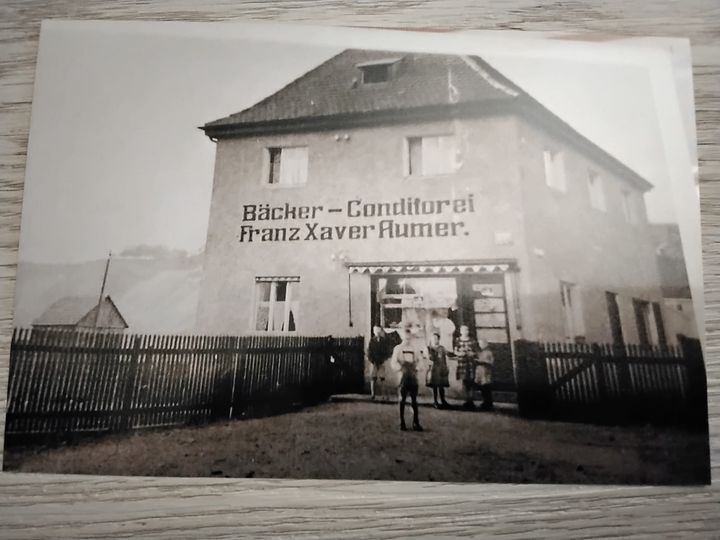 Bäcker - Conditorei
Franz Xaver Aumer.